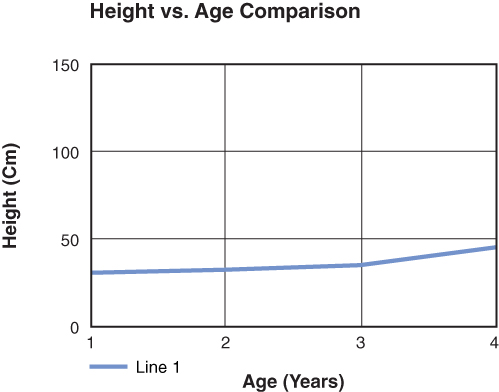 Height vs. Age Comparison
150
100
50
0
Height (Cm)
1 2 3 4
Line 1
Age (Years)